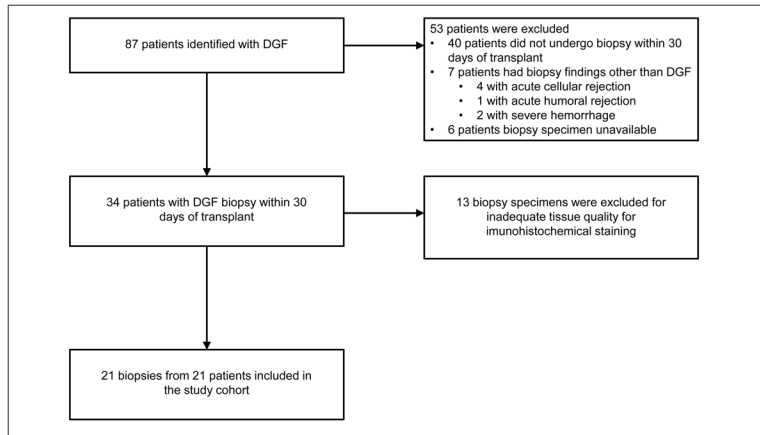 87 patients identified with DGF
53 patients were excluded
• 40 patients did not undergo biopsy within 30
days of transplant
• 7 patients had biopsy findings other than DGF
• 4 with acute cellular rejection
• 1 with acute humoral rejection
• 2 with severe hemorrhage
• 6 patients biopsy specimen unavailable
34 patients with DGF biopsy within 30
days of transplant
13 biopsy specimens were excluded for
inadequate tissue quality for
imunohistochemical staining
21 biopsies from 21 patients included in
the study cohort